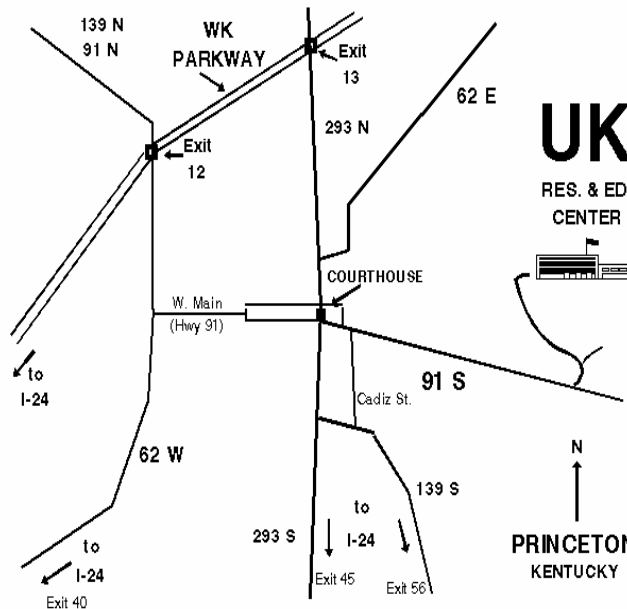 139 N
91 N
WK
PARKWAY
Exit
13
62 E
293 N
Exit
12
UK
RES. & ED
CENTER
COURTHOUSE
W. Main
(Hwy 91)
to
I-24
91 S
Cadiz St.
62 W
N
139 S
to
I-24
293 S
to
I-24
Exit 40
Exit 45
Exit 56
PRINCETON
KENTUCKY